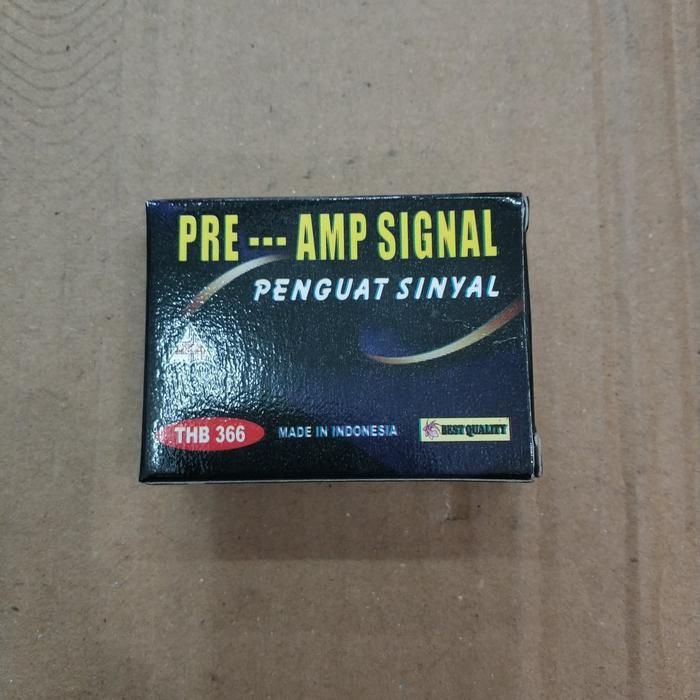 PRE --- AMP SIGNAL
PENGUAT SINYAL
THB 366
MADE IN INDONESIA
BEST QUALITY